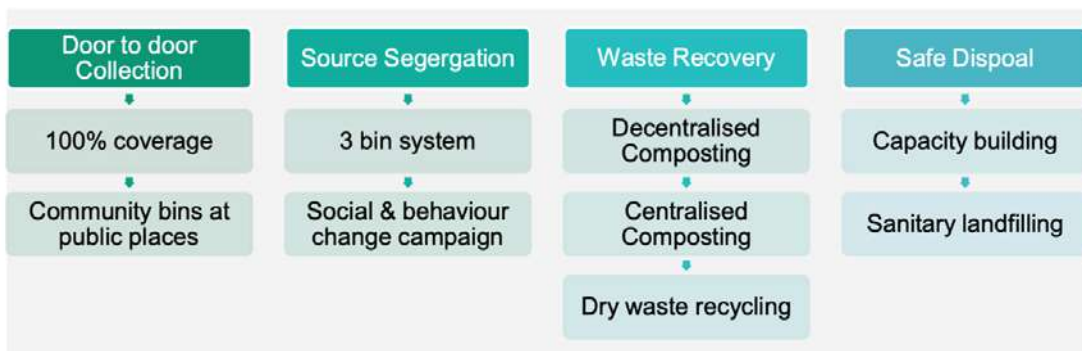 Door to door
Collection
100% coverage
Community bins at
public places
Source Segergation
3 bin system
Social & behaviour
change campaign
Waste Recovery
Decentralised
Composting
Centralised
Composting
Dry waste recycling
Safe Dispoal
Capacity building
Sanitary landfilling